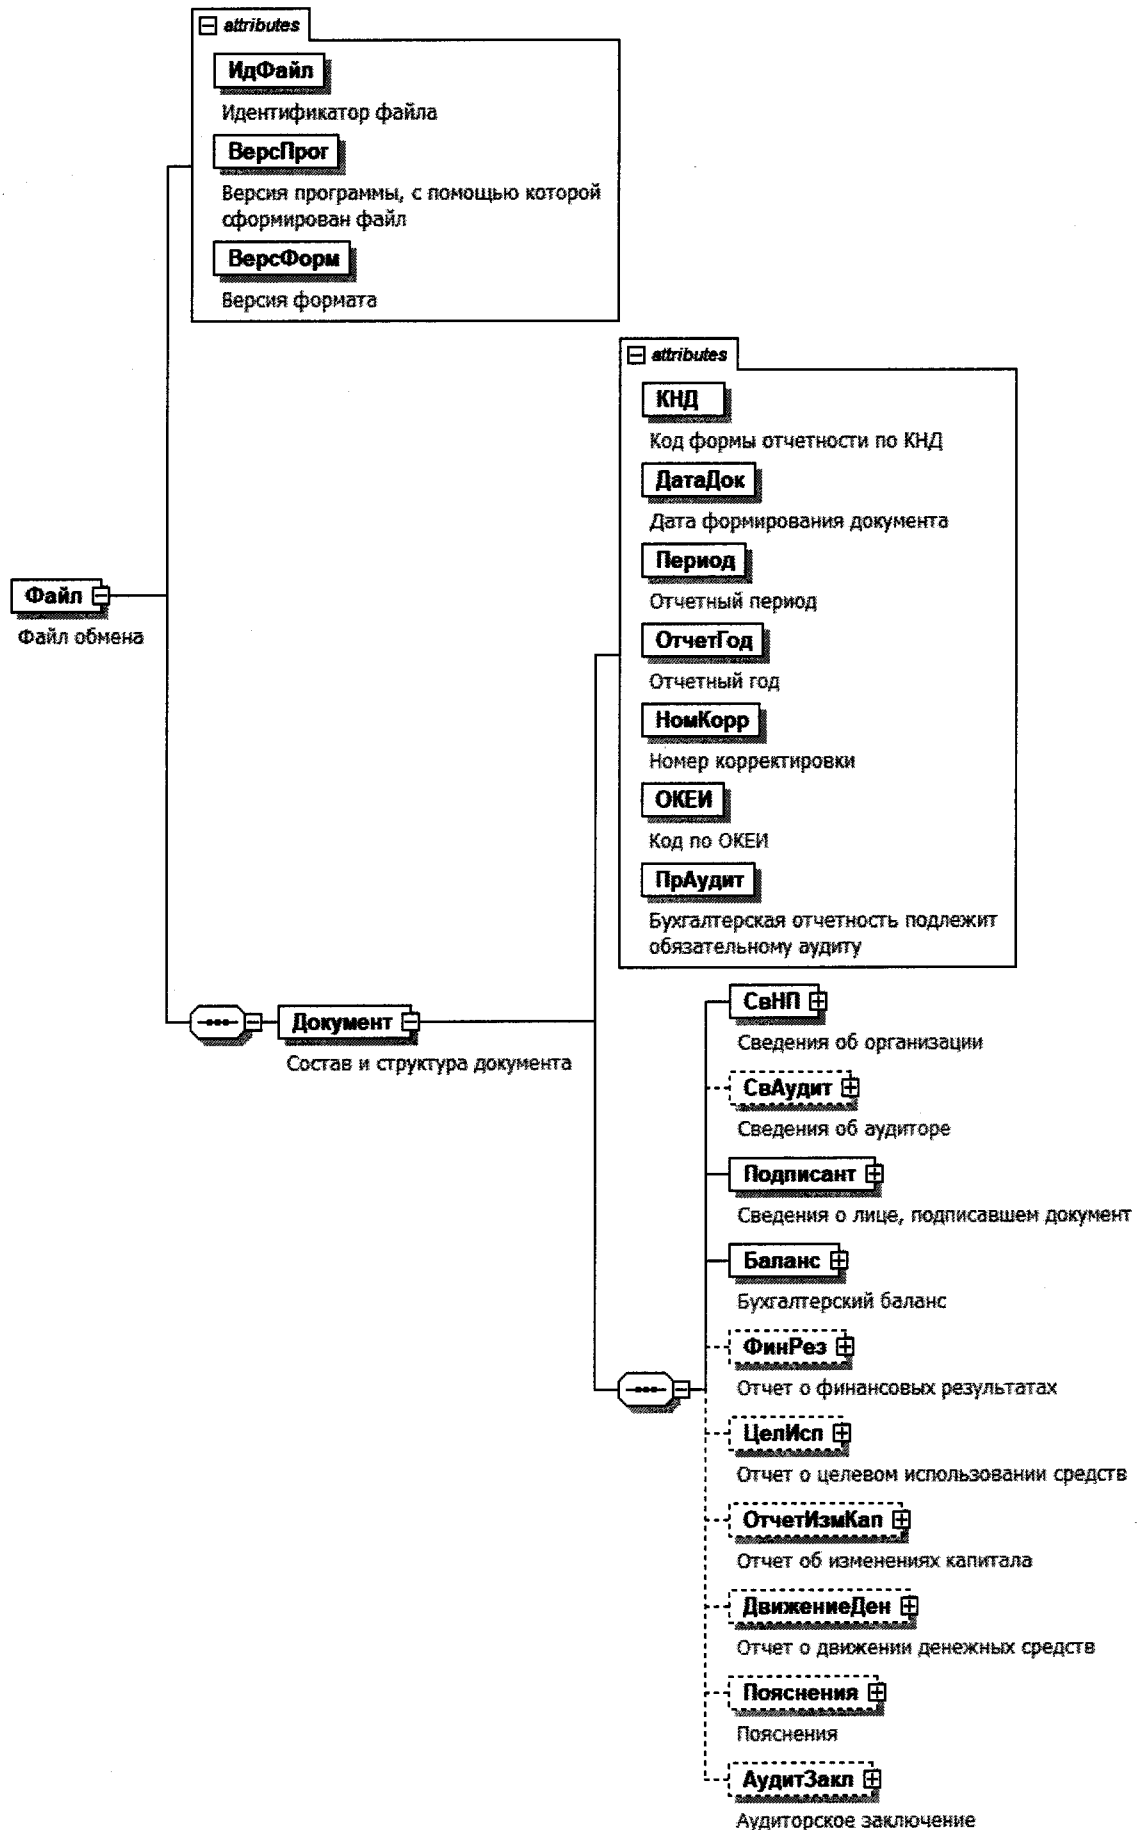 attributes
ИдФайл
Идентификатор файла
ВерсПрог
Версия программы, с помощью которой
сформирован файл
ВерсФорм
Версия формата
attributes
КНД
Код формы отчетности по КНД
ДатаДок
Дата формирования документа
Период
Отчетный период
ОтчетГод
Отчетный год
НомКорр
Номер корректировки
ОКЕИ
Код по ОКЕИ
ПрАудит
Бухгалтерская отчетность подлежит
обязательному аудиту
Файл
Файл обмена
Документ
Состав и структура документа
СвНП
Сведения об организации
СвАудит
Сведения об аудиторе
Подписант
Сведения о лице, подписавшем документ
Баланс
Бухгалтерский баланс
ФинРез
Отчет о финансовых результатах
ЦелИсп
Отчет о целевом использовании средств
ОтчетИзмКап
Отчет об изменениях капитала
ДвижениеДен
Отчет о движении денежных средств
Пояснения
Пояснения
АудитЗакл
Аудиторское заключение